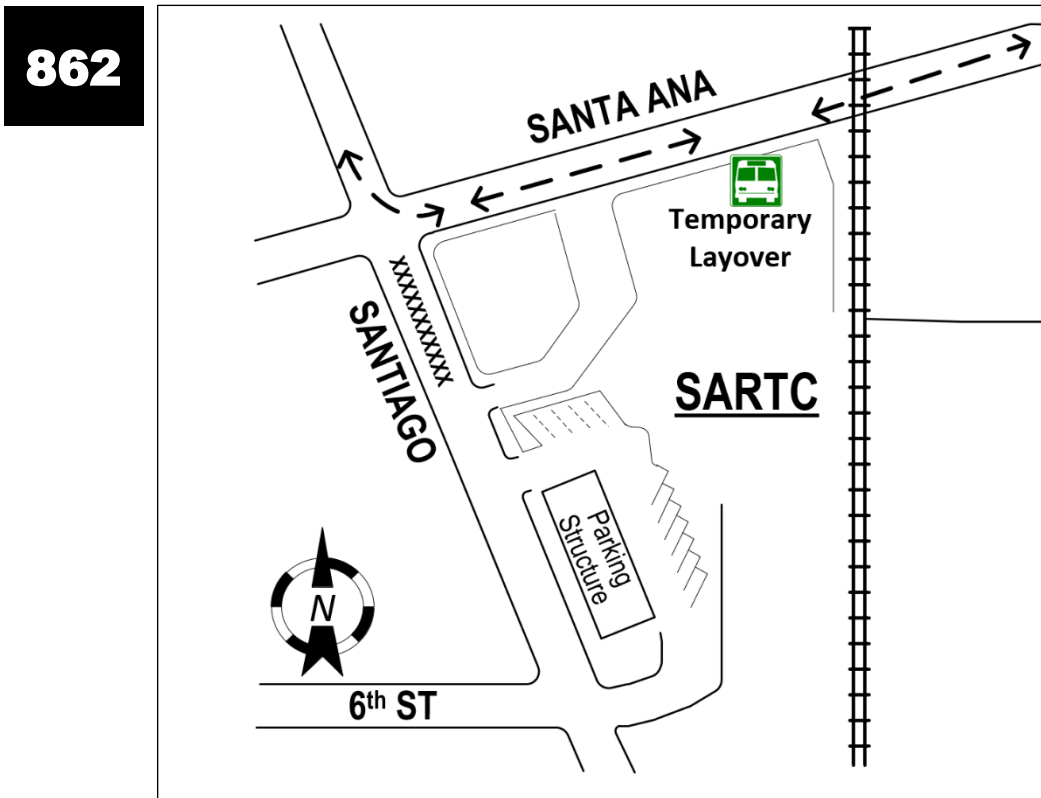 862
SANTA ANA
Temporary
Layover
XXXXXXXXXX
SANTIAGO
SARTC
Parking
Structure
N
6th ST